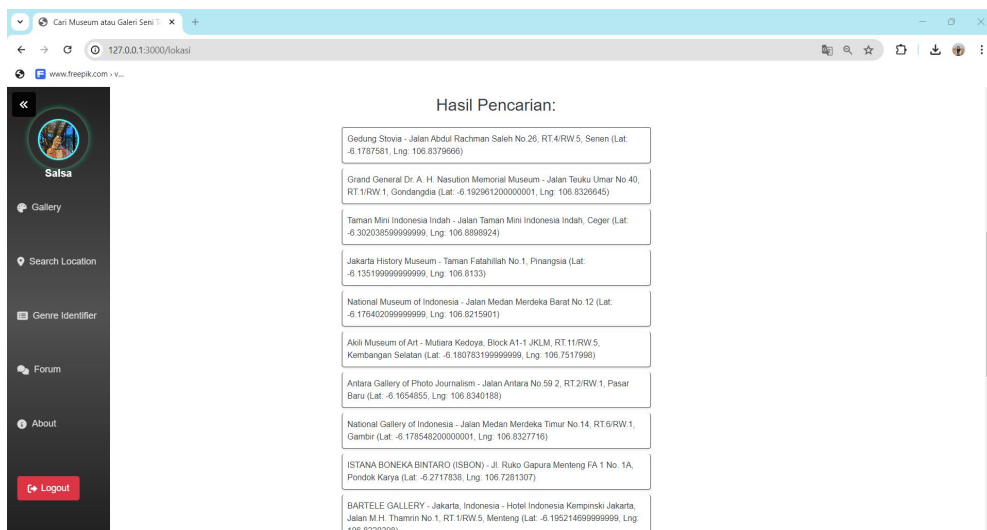 Cari Museum atau Galeri Seni T
127.0.0.1:3000/lokasi
www.freepik.com › v...
Salsa
Gallery
Search Location
Genre Identifier
Forum
About
Logout
Hasil Pencarian:
Gedung Stovia - Jalan Abdul Rachman Saleh No.26, RT.4/RW.5, Senen (Lat:
-6.1787581, Lng: 106.8379666)
Grand General Dr. A. H. Nasution Memorial Museum - Jalan Teuku Umar No.40,
RT.1/RW.1, Gondangdia (Lat: -6.192961200000001, Lng: 106.8326645)
Taman Mini Indonesia Indah - Jalan Taman Mini Indonesia Indah, Ceger (Lat:
-6.302038599999999, Lng: 106.8898924)
Jakarta History Museum - Taman Fatahillah No.1, Pinangsia (Lat:
-6.135199999999999, Lng: 106.8133)
National Museum of Indonesia - Jalan Medan Merdeka Barat No.12 (Lat:
-6.176402099999999, Lng: 106.8215901)
Akili Museum of Art - Mutiara Kedoya, Block A1-1 JKLM, RT.11/RW.5,
Kembangan Selatan (Lat: -6.180783199999999, Lng: 106.7517998)
Antara Gallery of Photo Journalism - Jalan Antara No.59 2, RT.2/RW.1, Pasar
Baru (Lat: -6.1654855, Lng: 106.8340188)
National Gallery of Indonesia - Jalan Medan Merdeka Timur No.14, RT.6/RW.1,
Gambir (Lat: -6.178548200000001, Lng: 106.8327716)
ISTANA BONEKA BINTARO (ISBON) - Jl. Ruko Gapura Menteng FA 1 No. 1A,
Pondok Karya (Lat: -6.2717838, Lng: 106.7281307)
BARTELE GALLERY - Jakarta, Indonesia - Hotel Indonesia Kempinski Jakarta,
Jalan M.H. Thamrin No.1, RT.1/RW.5, Menteng (Lat: -6.195214699999999, Lng: